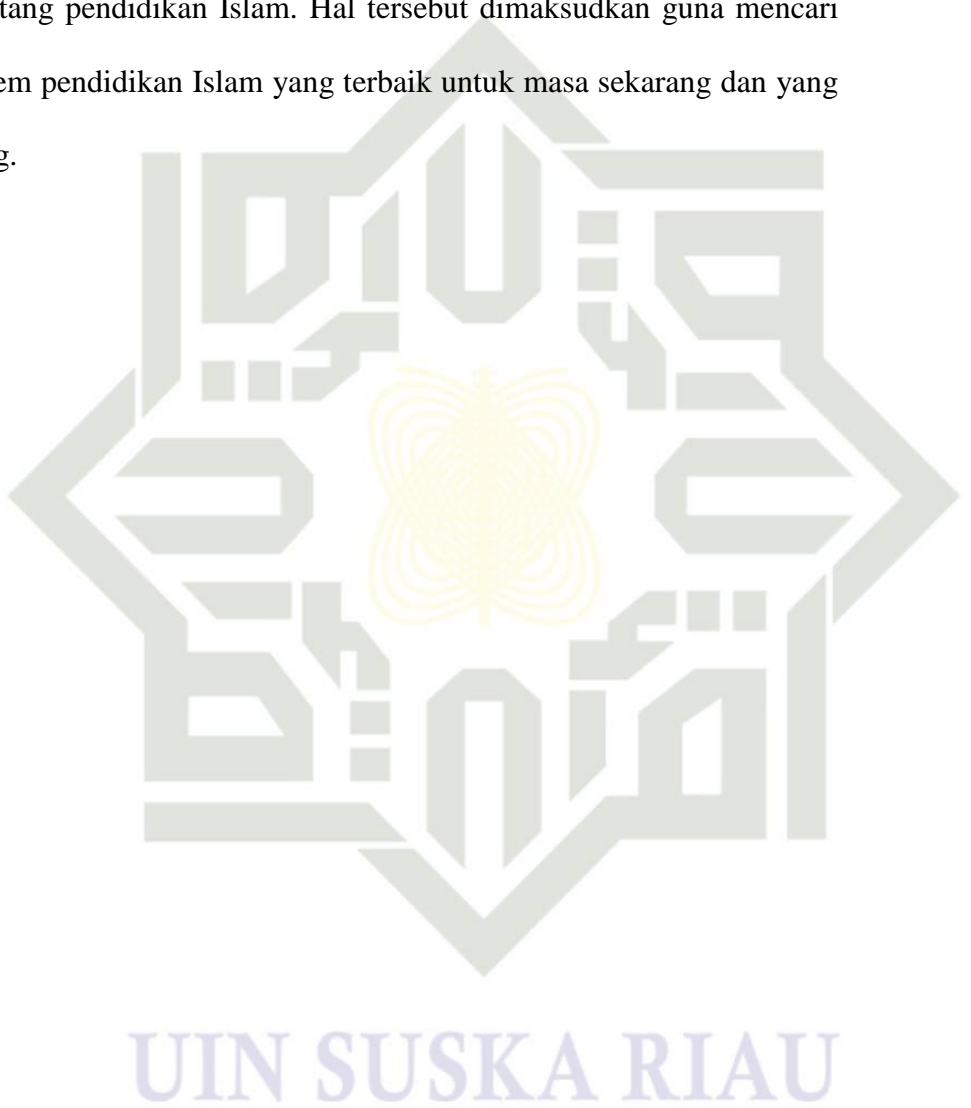 tang pendidikan Islam. Hal tersebut dimaksudkan guna mencari
em pendidikan Islam yang terbaik untuk masa sekarang dan yang
g.
UIN SUSKA RIAU